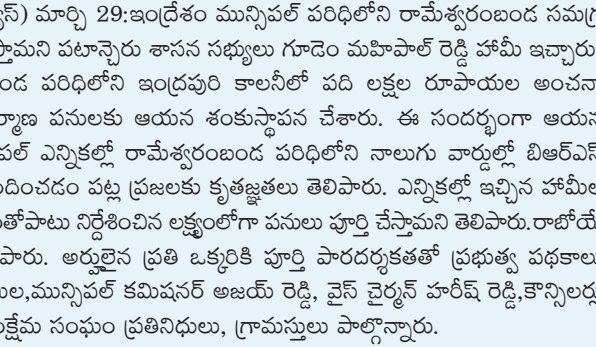 మార్చి 29:ఇంద్రేశం మున్సిపల్ పరిధిలోని రామేశ్వరంబండ సమగ్ర
పటాన్చెరు శాసన సభ్యులు గూడెం మహిపాల్ రెడ్డి హామీ ఇచ్చారు
పరిధిలోని ఇంద్రపురి కాలనీలో పది లక్షల రూపాయల అంచనా
పనులకు ఆయన శంకుస్థాపన చేశారు. ఈ సందర్భంగా ఆయన
ఎన్నికల్లో రామేశ్వరంబండ పరిధిలోని నాలుగు వార్డుల్లో బిఆర్ఎస్
పట్ల ప్రజలకు కృతజ్ఞతలు తెలిపారు. ఎన్నికల్లో ఇచ్చిన హామీల
నిర్దేశించిన లక్ష్యంలోగా పనులు పూర్తి చేస్తామని తెలిపారు.రాబోయే
అర్హులైన ప్రతి ఒక్కరికి పూర్తి పారదర్శకతతో ప్రభుత్వ పథకాలు
మున్సిపల్ కమిషనర్ అజయ్ రెడ్డి, వైస్ చైర్మన్ హరీష్ రెడ్డి,కౌన్సిలర్లు
సంఘం ప్రతినిధులు, గ్రామస్తులు పాల్గొన్నారు.